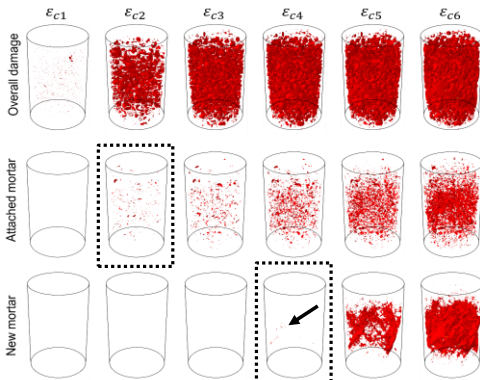 εc1 εc2 εc3 εc4 εc5 εc6
Overall damage
Attached mortar
New mortar